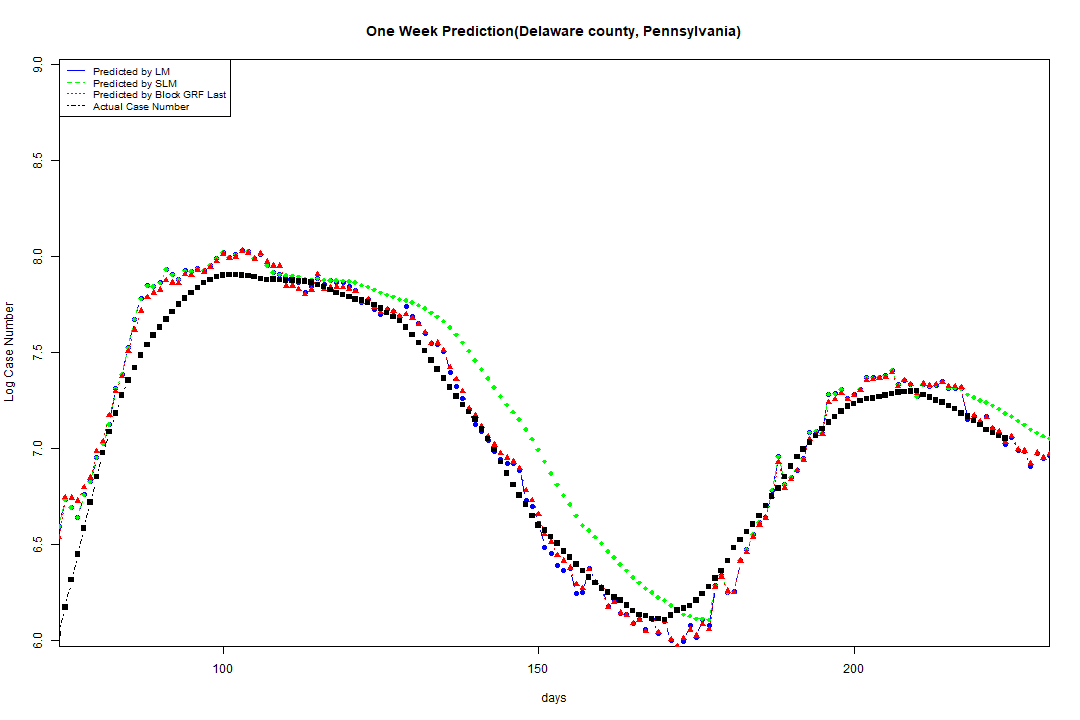 One Week Prediction(Delaware county, Pennsylvania)
Predicted by LM
Predicted by SLM
Predicted by Block GRF Last
Actual Case Number
9.0
8.5
8.0
7.5
7.0
6.5
6.0
Log Case Number
100 150 200
days